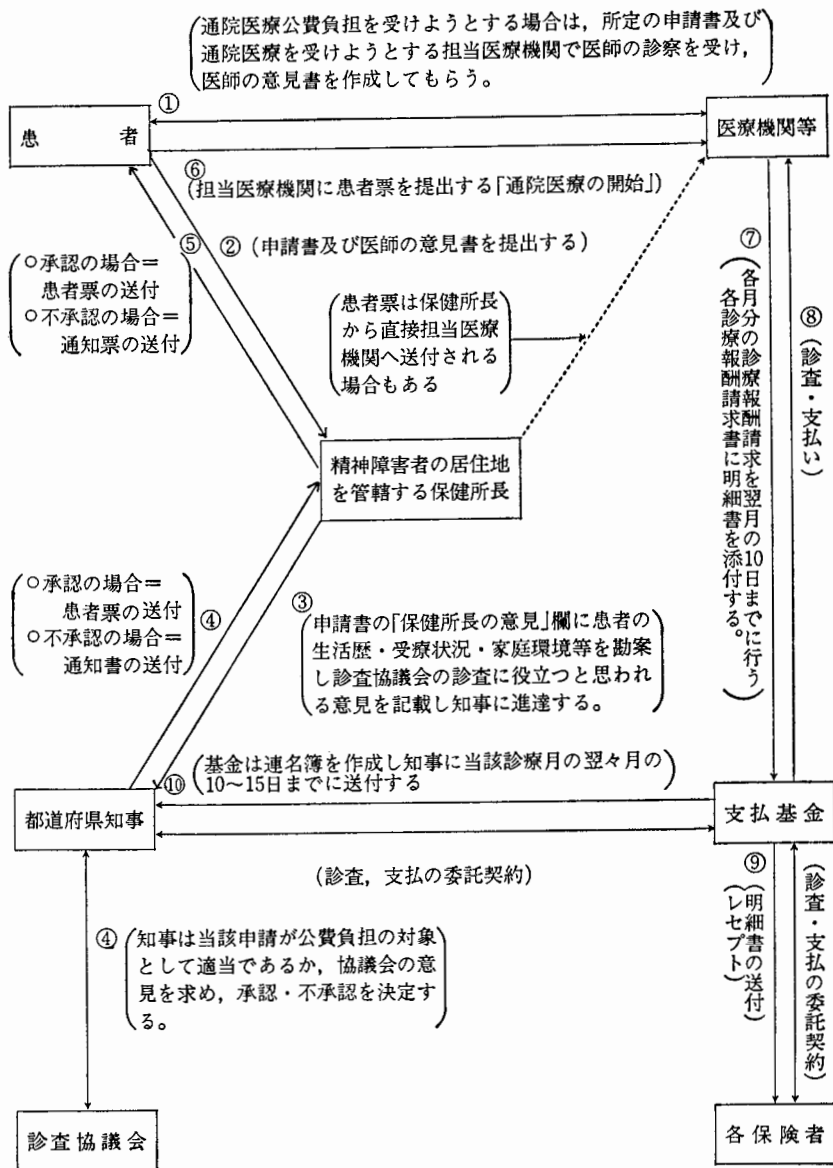 通院医療公費負担を受けようとする場合は，所定の申請書及び
通院医療を受けようとする担当医療機関で医師の診察を受け，
医師の意見書を作成してもらう。
①
患者
医療機関等
⑥
(担当医療機関に患者票を提出する「通院医療の開始」)
⑤
② (申請書及び医師の意見書を提出する)
○承認の場合＝
患者票の送付
○不承認の場合＝
通知票の送付
患者票は保健所長
から直接担当医療
機関へ送付される
場合もある
⑦
(各月分の診療報酬請求を翌月の10日までに行う
各診療報酬請求書に明細書を添付する。)
⑧
(診査・支払い)
精神障害者の居住地
を管轄する保健所長
○承認の場合＝
患者票の送付
○不承認の場合＝
通知書の送付
④
③
申請書の「保健所長の意見」欄に患者の
生活歴・受療状況・家庭環境等を勘案
し診査協議会の診査に役立つと思われ
る意見を記載し知事に進達する。
⑩
(基金は連名簿を作成し知事に当該診療月の翌々月の
10～15日までに送付する)
都道府県知事
支払基金
(診査，支払の委託契約)
④
知事は当該申請が公費負担の対象
として適当であるか，協議会の意
見を求め，承認・不承認を決定す
る。
⑨
(明細書の送付)
(レセプト)
(診査・支払の委託契約)
診査協議会
各保険者